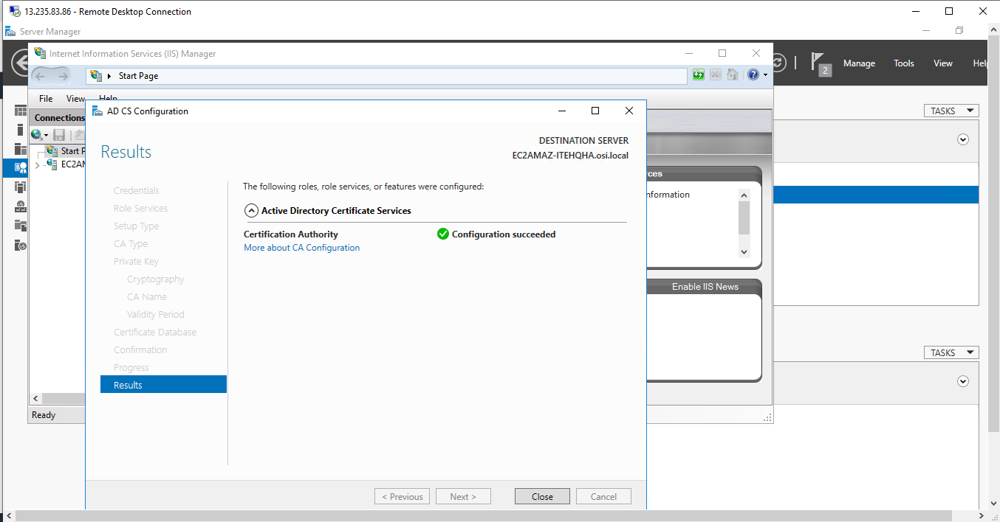 13.235.83.86 - Remote Desktop Connection
Server Manager
Internet Information Services (IIS) Manager
2
Manage
Tools
View
Help
Start Page
File
View
Help
Connections
Start P
EC2AM
Ready
AD CS Configuration
Results
DESTINATION SERVER
EC2AMAZ-ITEHQHA.osi.local
Credentials
Role Services
Setup Type
CA Type
Private Key
Cryptography
CA Name
Validity Period
Certificate Database
Confirmation
Progress
Results
The following roles, role services, or features were configured:
Active Directory Certificate Services
Certification Authority
Configuration succeeded
More about CA Configuration
< Previous
Next >
Close
Cancel
rces
nformation
Enable IIS News
TASKS
TASKS